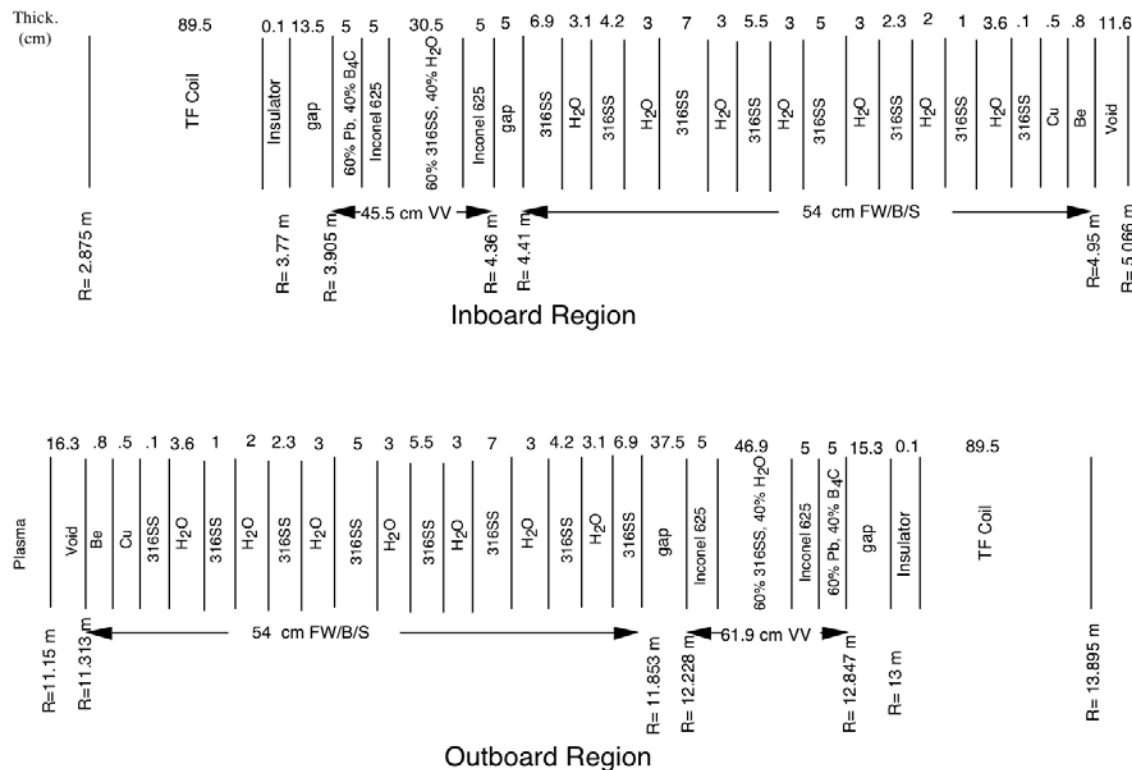 Thick.
(cm)
89.5 0.1 13.5 5 5 30.5 5 5 6.9 3.1 4.2 3 7 3 5.5 3 5 3 2.3 2 1 3.6 .1 .5 .8 11.6
TF Coil
Insulator
gap
60% Pb, 40% B4C
Inconel 625
60% 316SS, 40% H2O
Inconel 625
gap
316SS
H2O
316SS
H2O
316SS
H2O
316SS
H2O
316SS
H2O
316SS
H2O
316SS
H2O
316SS
Cu
Be
Void
45.5 cm VV
54 cm FW/B/S
R= 2.875 m
R= 3.77 m
R= 3.905 m
R= 4.36 m
R= 4.41 m
R=4.95 m
R= 5.066 m
Inboard Region
16.3 .8 .5 .1 3.6 1 2 2.3 3 5 3 5.5 3 7 3 4.2 3.1 6.9 37.5 5 46.9 5 5 15.3 0.1 89.5
Plasma
Void
Be
Cu
316SS
H2O
316SS
H2O
316SS
H2O
316SS
H2O
316SS
H2O
316SS
H2O
316SS
H2O
316SS
gap
Inconel 625
60% 316SS, 40% H2O
Inconel 625
60% Pb, 40% B4C
gap
Insulator
TF Coil
54 cm FW/B/S
61.9 cm VV
R=11.15 m
R=11.313 m
R= 11.853 m
R= 12.228 m
R= 12.847 m
R= 13 m
R= 13.895 m
Outboard Region